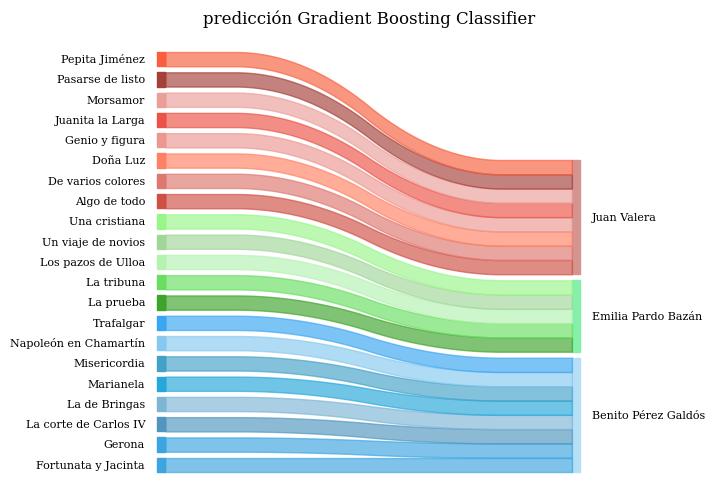 predicción Gradient Boosting Classifier
Pepita Jiménez
Pasarse de listo
Morsamor
Juanita la Larga
Genio y figura
Doña Luz
De varios colores
Algo de todo
Una cristiana
Un viaje de novios
Los pazos de Ulloa
La tribuna
La prueba
Trafalgar
Napoleón en Chamartín
Misericordia
Marianela
La de Bringas
La corte de Carlos IV
Gerona
Fortunata y Jacinta
Juan Valera
Emilia Pardo Bazán
Benito Pérez Galdós